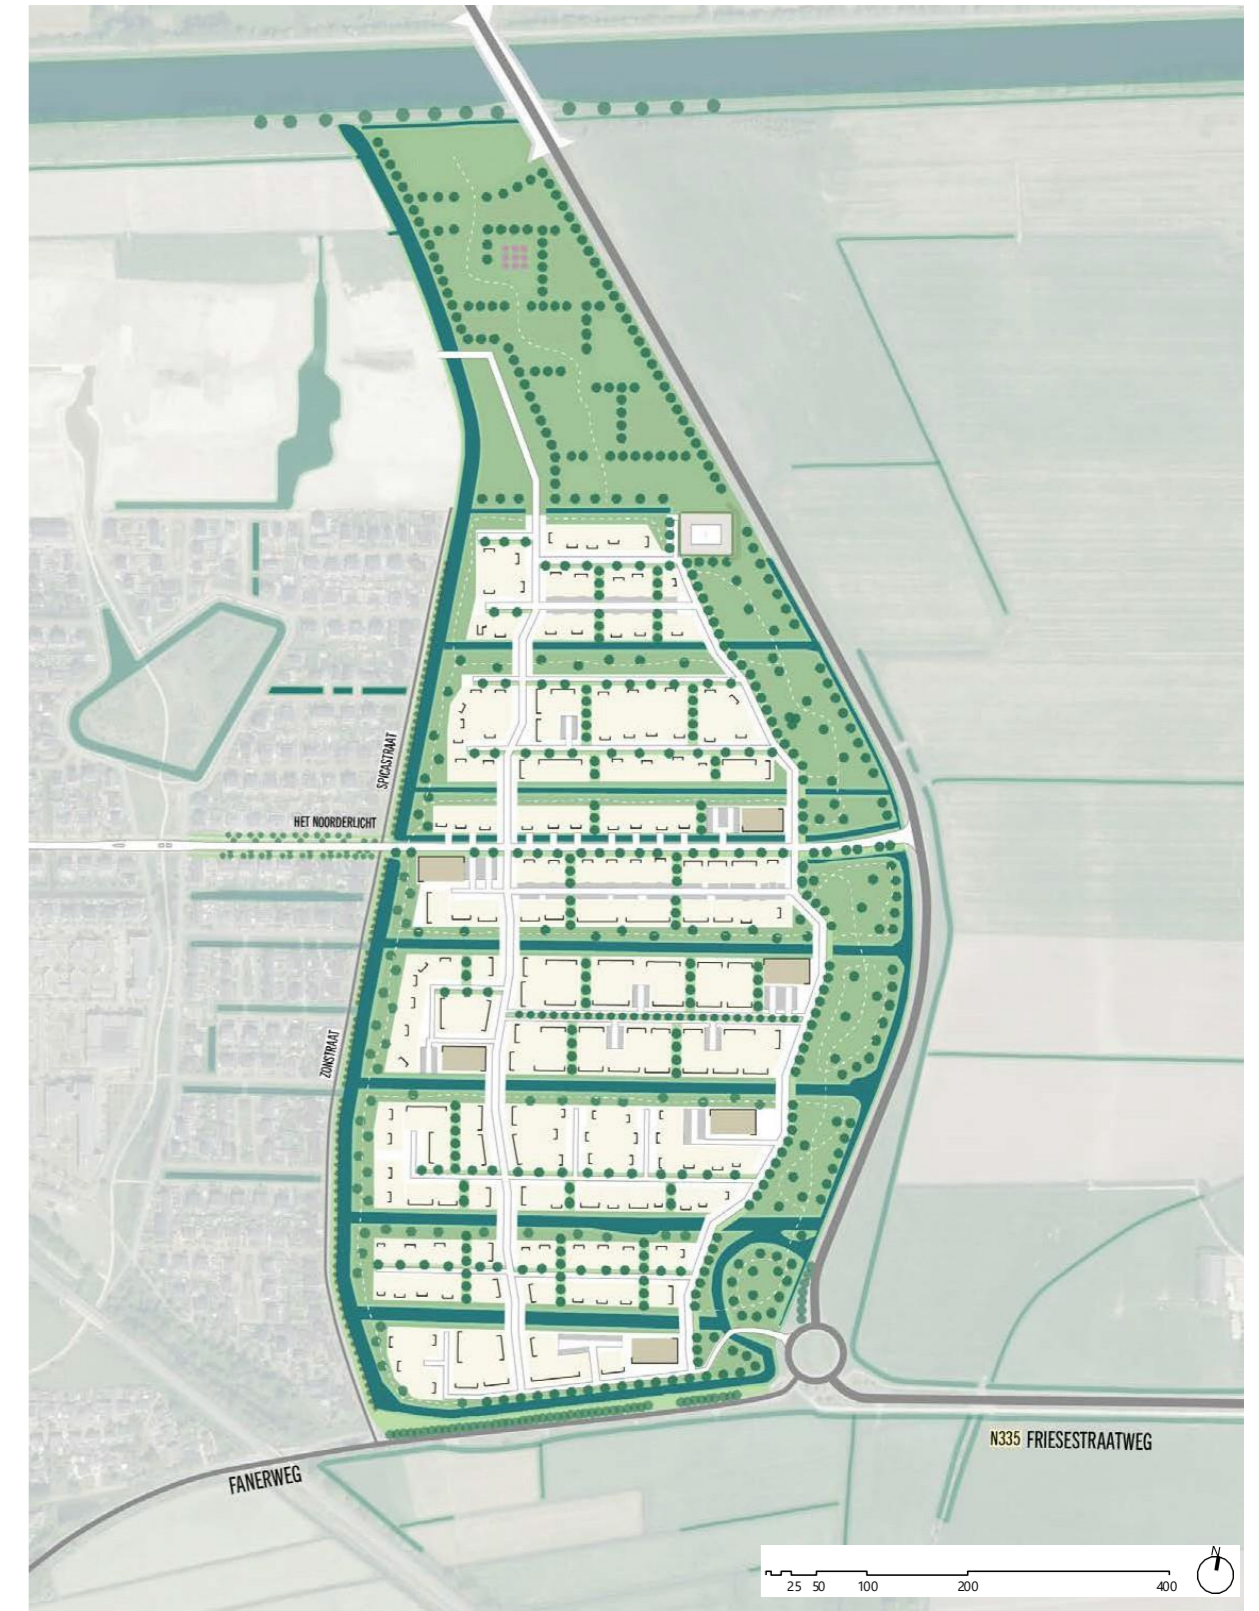 SPICASTRAAT
HET NOORDERLICHT
ZONSTRAAT
N335 FRIESESTRAATWEG
FANERWEG
N
25 50 100 200 400